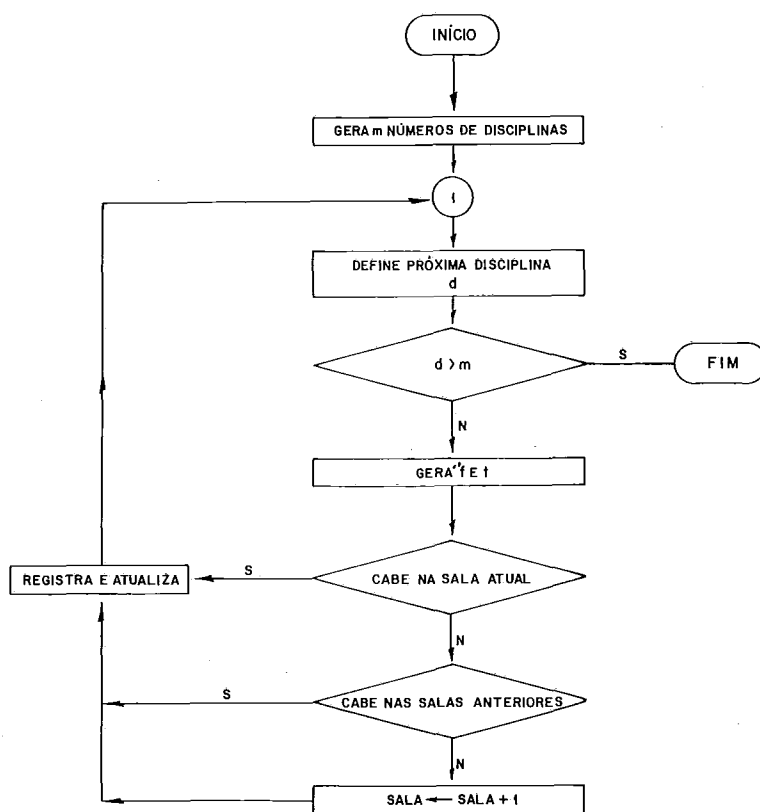 INÍCIO
GERA m NÚMEROS DE DISCIPLINAS
1
DEFINE PRÓXIMA DISCIPLINA
d
d > m
S
FIM
N
GERA f E t
CABE NA SALA ATUAL
S
REGISTRA E ATUALIZA
N
CABE NAS SALAS ANTERIORES
S
N
SALA ← SALA + 1